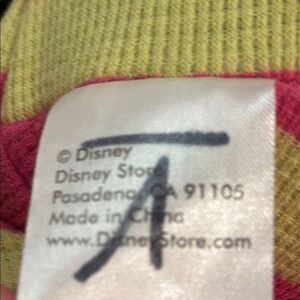 © Disney
Disney Store
Pasadena, CA 91105
Made in China
www.DisneyStore.com